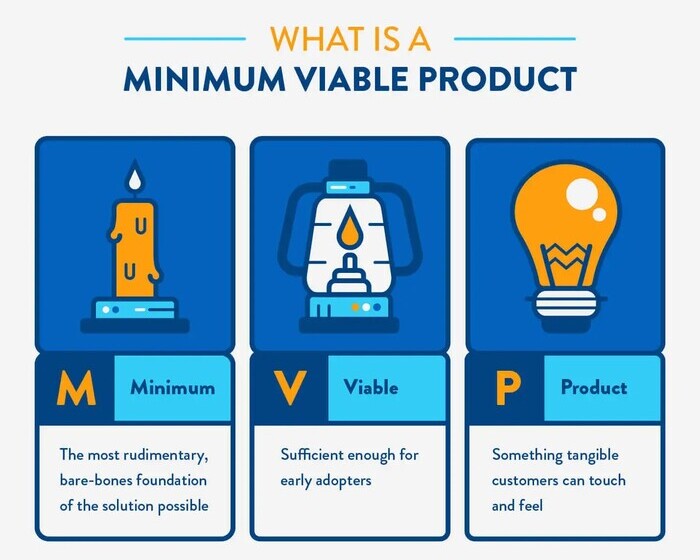 WHAT IS A
MINIMUM VIABLE PRODUCT
M Minimum
The most rudimentary,
bare-bones foundation
of the solution possible
V Viable
Sufficient enough for
early adopters
P Product
Something tangible
customers can touch
and feel